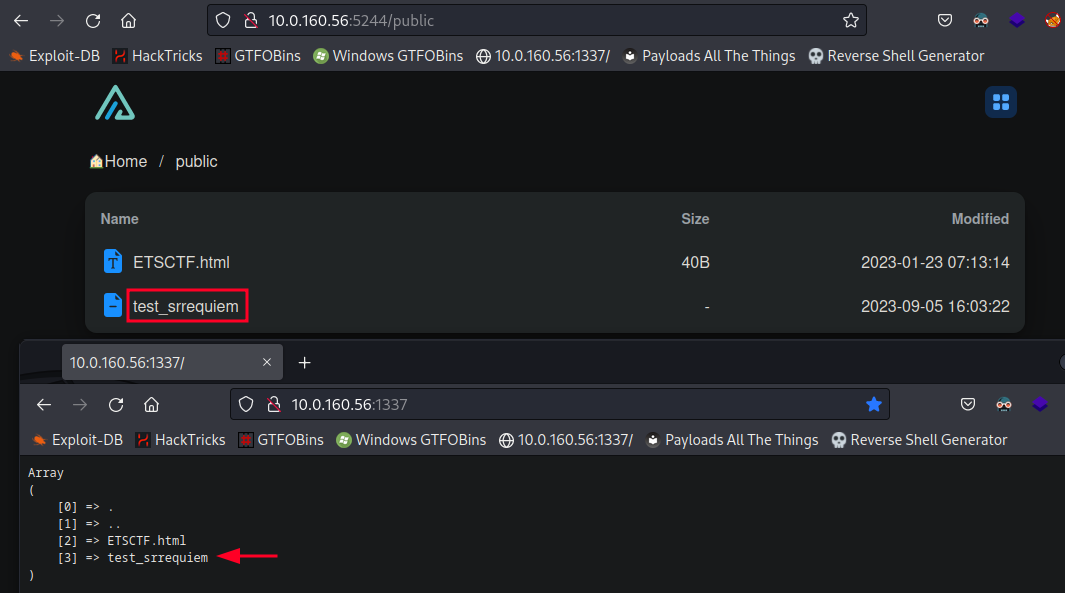 10.0.160.56:5244/public
Exploit-DB HackTricks GTFOBins Windows GTFOBins 10.0.160.56:1337/ Payloads All The Things Reverse Shell Generator
Home / public
Name Size Modified
ETSCTF.html 40B 2023-01-23 07:13:14
test_srrequiem - 2023-09-05 16:03:22
10.0.160.56:1337/
10.0.160.56:1337
Exploit-DB HackTricks GTFOBins Windows GTFOBins 10.0.160.56:1337/ Payloads All The Things Reverse Shell Generator
Array
(
[0] => .
[1] => ..
[2] => ETSCTF.html
[3] => test_srrequiem
)